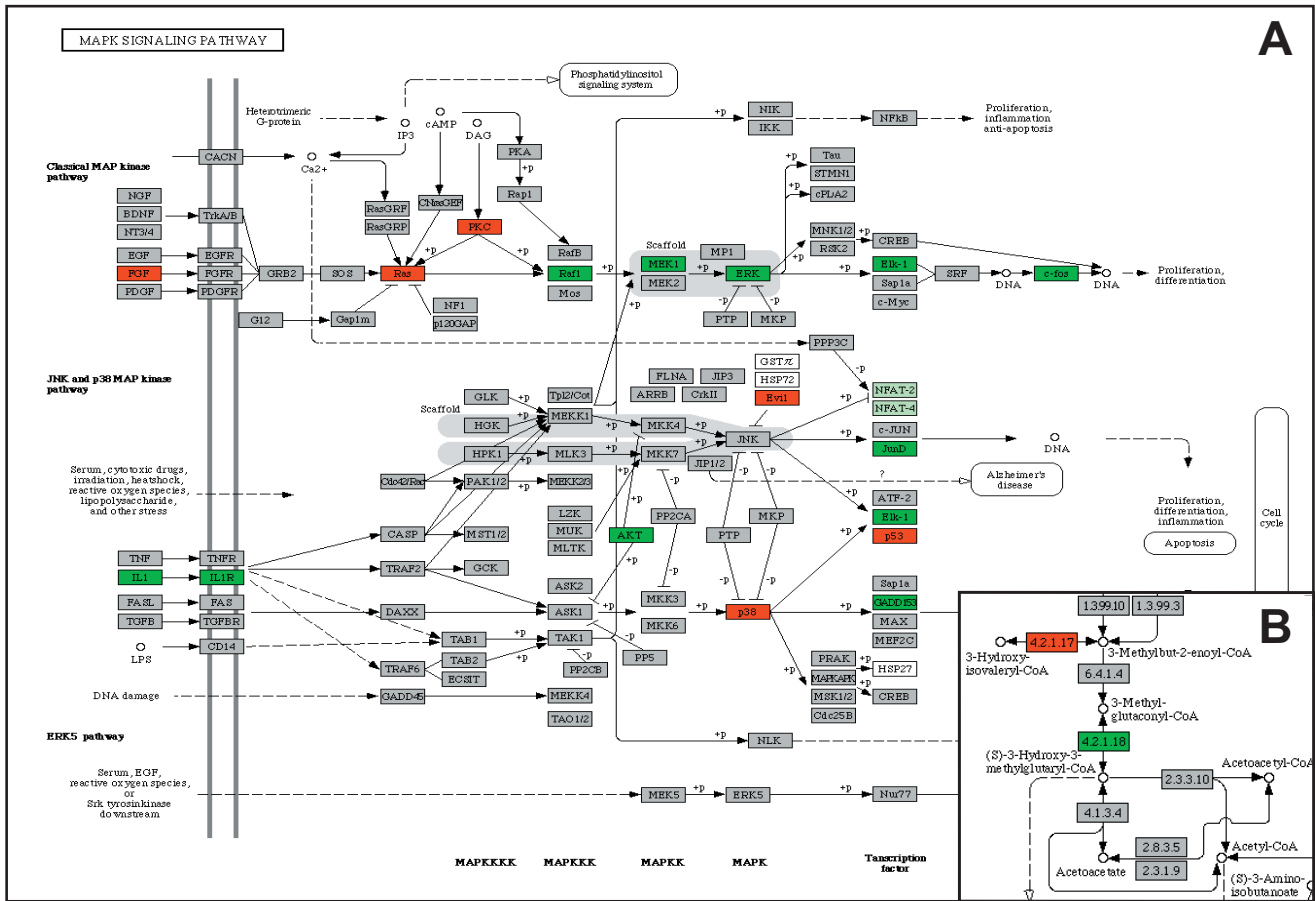 A
MAPK SIGNALING PATHWAY
Phosphatidylinositol
signaling system
Heterotrimeric
G-protein
IP3
cAMP
DAG
+p
NIK
IKK
NFkB
Proliferation,
inflammation
anti-apoptosis
Classical MAP kinase
pathway
CACN
Ca2+
PKA
+p
Rap1
+p
Tau
STMN1
+p
cPLA2
NGF
BDNF
NT3/4
TrkA/B
RasGRF
RasGRP
CNrasGEF
PKC
RafB
Scaffold
MP1
+p
MNK1/2
RSK2
+p
CREB
EGF
EGFR
FGF
FGFR
PDGF
PDGFR
GRB2
SOS
+p
Ras
+p
Raf1
Mos
+p
MEK1
MEK2
+p
ERK
+p
Elk-1
Sap1a
c-Myc
SRF
DNA
c-fos
DNA
Proliferation,
differentiation
+p
G12
Gap1m
NF1
p120GAP
-p
-p
PTP
MKP
PPP3C
-p
JNK and p38 MAP kinase
pathway
GSTπ
HSP72
Evi1
FLNA
JIP3
ARRB
CrkII
NFAT-2
NFAT-4
+p
GLK
+p
Tpl2/Cot
Scaffold
HGK
+p
MEKK1
+p
MKK4
+p
JNK
+p
c-JUN
JunD
DNA
HPK1
+p
MLK3
+p
MKK7
+p
JIP1/2
Serum, cytotoxic drugs,
irradiation, heatshock,
reactive oxygen species,
lipopolysaccharide,
and other stress
Cdc42/Rac
PAK1/2
MEKK2/3
+p
-p
-p
-p
?
Alzheimer's
disease
+p
ATF-2
Elk-1
p53
LZK
MUK
MLTK
PP2CA
AKT
PTP
MKP
Proliferation,
differentiation,
inflammation
Apoptosis
Cell
cycle
CASP
MST1/2
+p
TNF
TNFR
IL1
IL1R
TRAF2
GCK
ASK2
-p
-p
-p
+p
FASL
FAS
TGFB
TGFBR
DAXX
ASK1
+p
MKK3
MKK6
+p
p38
+p
Sap1a
GADD153
MAX
MEF2C
LPS
CD14
TAB1
+p
TAK1
-p
PP5
TAB2
+p
-p
PP2CB
TRAF6
ECSIT
+p
PRAK
MAPKAPK
MSK1/2
Cdc25B
+p
HSP27
+p
CREB
DNA damage
GADD45
MEKK4
TAO1/2
ERK5 pathway
+p
NLK
Serum, EGF,
reactive oxygen species,
or
Srk tyrosinkinase
downstream
MEK5
+p
ERK5
+p
Nur77
MAPKKKK
MAPKKK
MAPKK
MAPK
Tanscription
factor
B
1.3.99.10
1.3.99.3
4.2.1.17
3-Hydroxy-
isovaleryl-CoA
3-Methylbut-2-enoyl-CoA
6.4.1.4
3-Methyl-
glutaconyl-CoA
4.2.1.18
(S)-3-Hydroxy-3-
methylglutaryl-CoA
Acetoacetyl-CoA
2.3.3.10
4.1.3.4
2.8.3.5
2.3.1.9
Acetoacetate
Acetyl-CoA
(S)-3-Amino-
isobutanoate